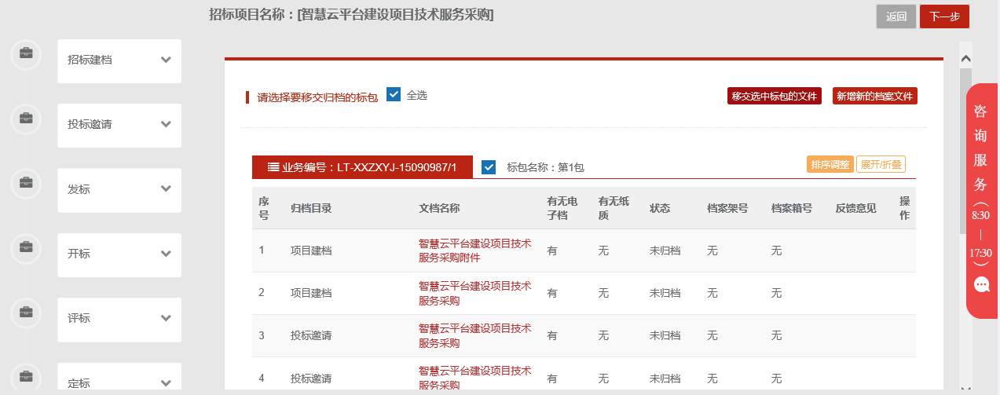 招标项目名称：[智慧云平台建设项目技术服务采购]
返回
下一步
招标建档
投标邀请
发标
开标
评标
定标
请选择要移交归档的标包
全选
移交选中标包的文件
新增新的档案文件
业务编号：LT-XXZXYJ-15090987/1
标包名称：第1包
排序调整
展开/折叠
序号 归档目录 文档名称 有无电子档 有无纸质 状态 档案架号 档案箱号 反馈意见 操作
1 项目建档 智慧云平台建设项目技术服务采购附件 有 无 未归档 无 无
2 项目建档 智慧云平台建设项目技术服务采购 有 无 未归档 无 无
3 投标邀请 智慧云平台建设项目技术服务采购 有 无 未归档 无 无
4 投标邀请 智慧云平台建设项目技术服务采购 有 无 未归档 无 无
咨询服务
（8:30
—
17:30）